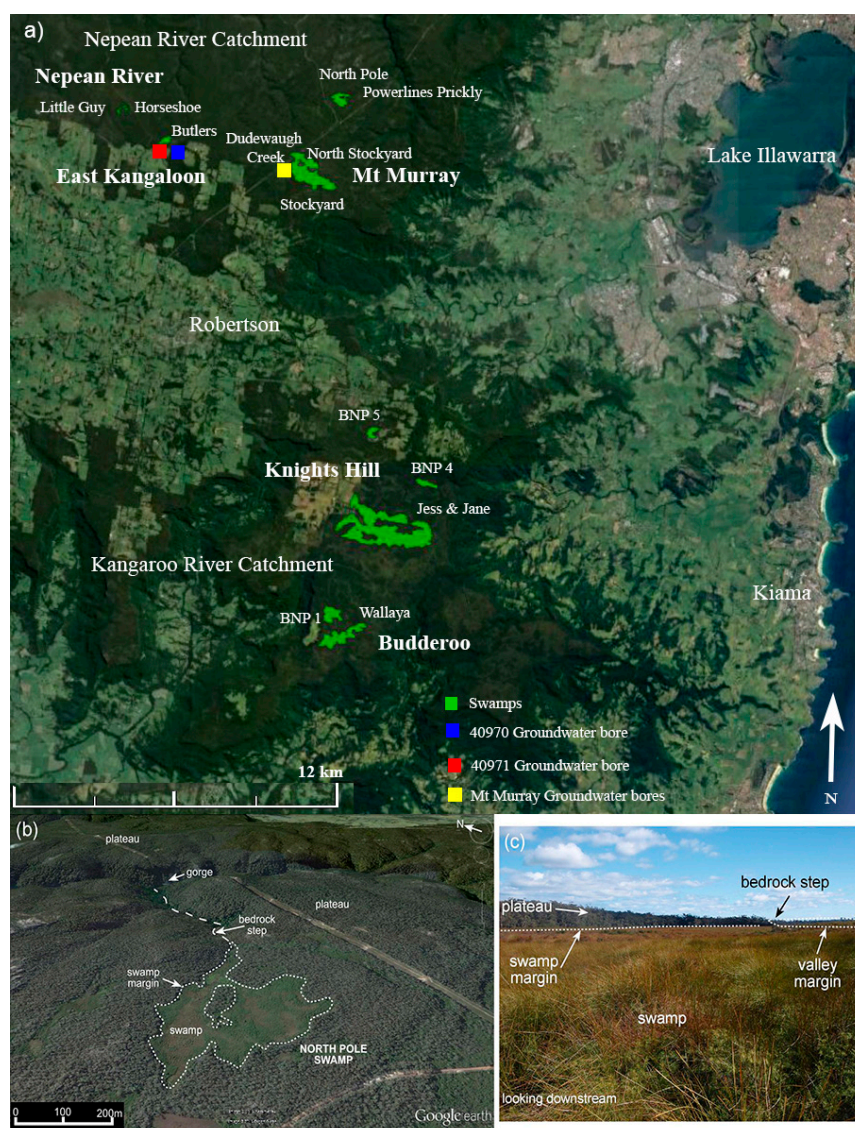 a)
Nepean River Catchment
Nepean River
North Pole
Powerlines Prickly
Little Guy
Horseshoe
Butlers
Dudewaugh
Creek
North Stockyard
East Kangaloon
Mt Murray
Stockyard
Lake Illawarra
Robertson
BNP 5
Knights Hill
BNP 4
Jess & Jane
Kangaroo River Catchment
Kiama
BNP 1
Wallaya
Budderoo
Swamps
40970 Groundwater bore
40971 Groundwater bore
Mt Murray Groundwater bores
12 km
N
(b)
plateau
N
gorge
plateau
bedrock
step
swamp
margin
swamp
NORTH POLE
SWAMP
0 100 200m
Google earth
(c)
bedrock step
plateau
swamp
margin
valley
margin
swamp
looking downstream